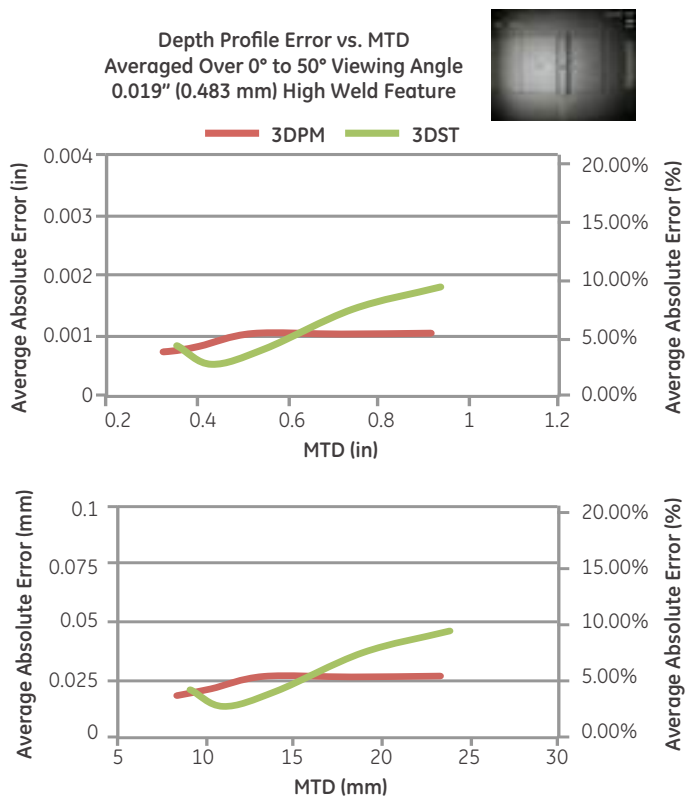 Depth Profile Error vs. MTD
Averaged Over 0° to 50° Viewing Angle
0.019" (0.483 mm) High Weld Feature
3DPM 3DST
Average Absolute Error (in)
0.004
0.003
0.002
0.001
0
20.00%
15.00%
10.00%
5.00%
0.00%
Average Absolute Error (%)
0.2 0.4 0.6 0.8 1 1.2
MTD (in)
Average Absolute Error (mm)
0.1
0.075
0.05
0.025
0
20.00%
15.00%
10.00%
5.00%
0.00%
Average Absolute Error (%)
5 10 15 20 25 30
MTD (mm)